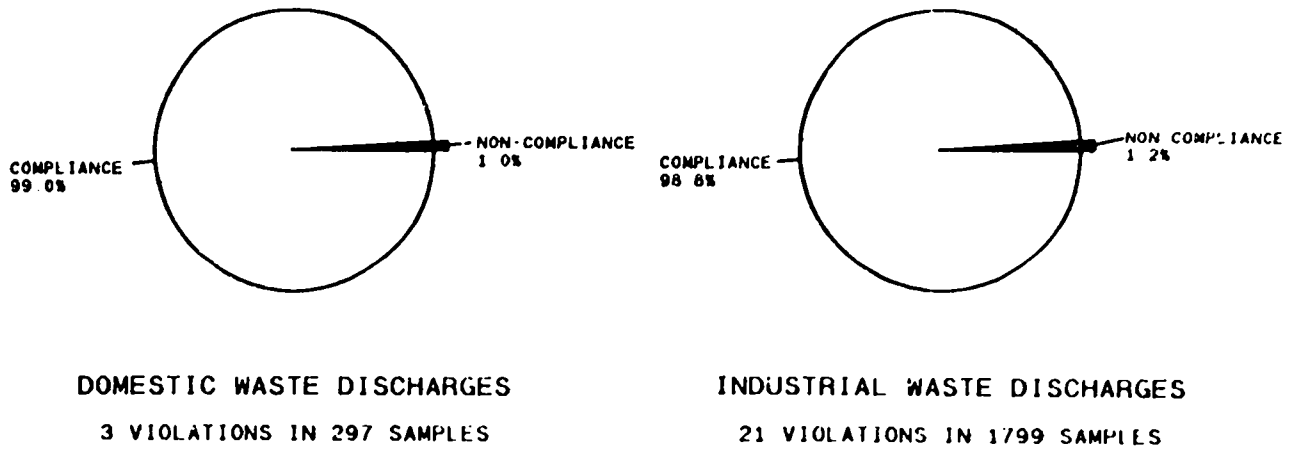 COMPLIANCE
99.0%
NON-COMPLIANCE
1 0%
DOMESTIC WASTE DISCHARGES
3 VIOLATIONS IN 297 SAMPLES
COMPLIANCE
98 8%
NON COMPLIANCE
1 2%
INDUSTRIAL WASTE DISCHARGES
21 VIOLATIONS IN 1799 SAMPLES